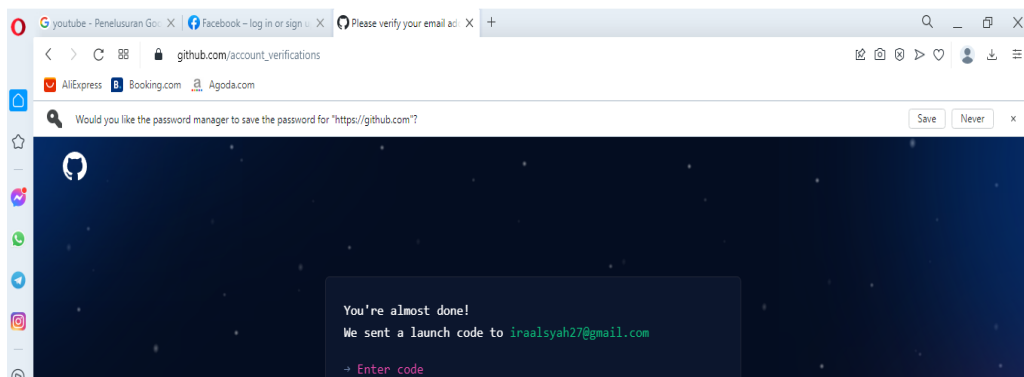 youtube - Penelusuran Goo
Facebook – log in or sign u
Please verify your email ad
github.com/account_verifications
AliExpress
Booking.com
Agoda.com
Would you like the password manager to save the password for "https://github.com"?
Save
Never
You're almost done!
We sent a launch code to iraalsyah27@gmail.com
→ Enter code